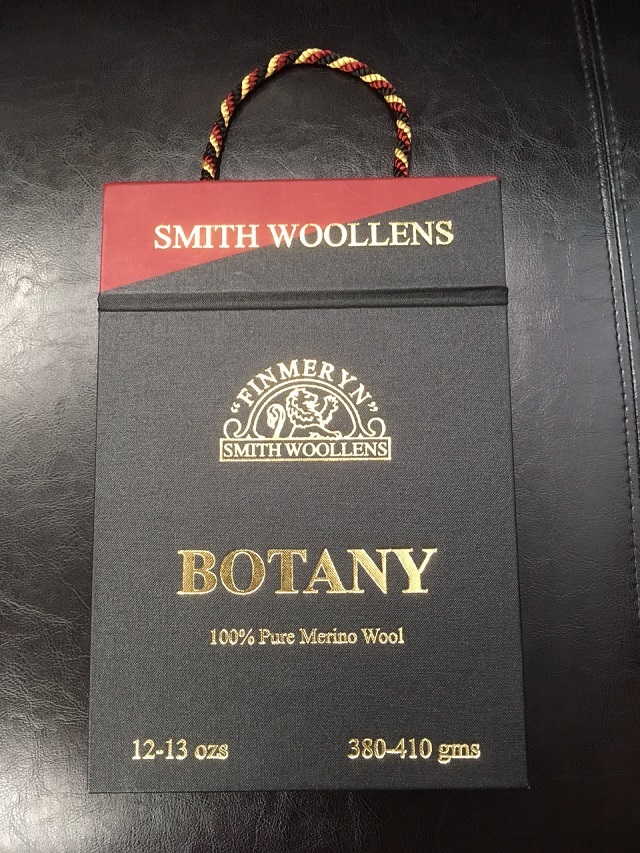 SMITH WOOLLENS
"FINMERYN"
SMITH WOOLLENS
BOTANY
100% Pure Merino Wool
12-13 ozs 380-410 gms